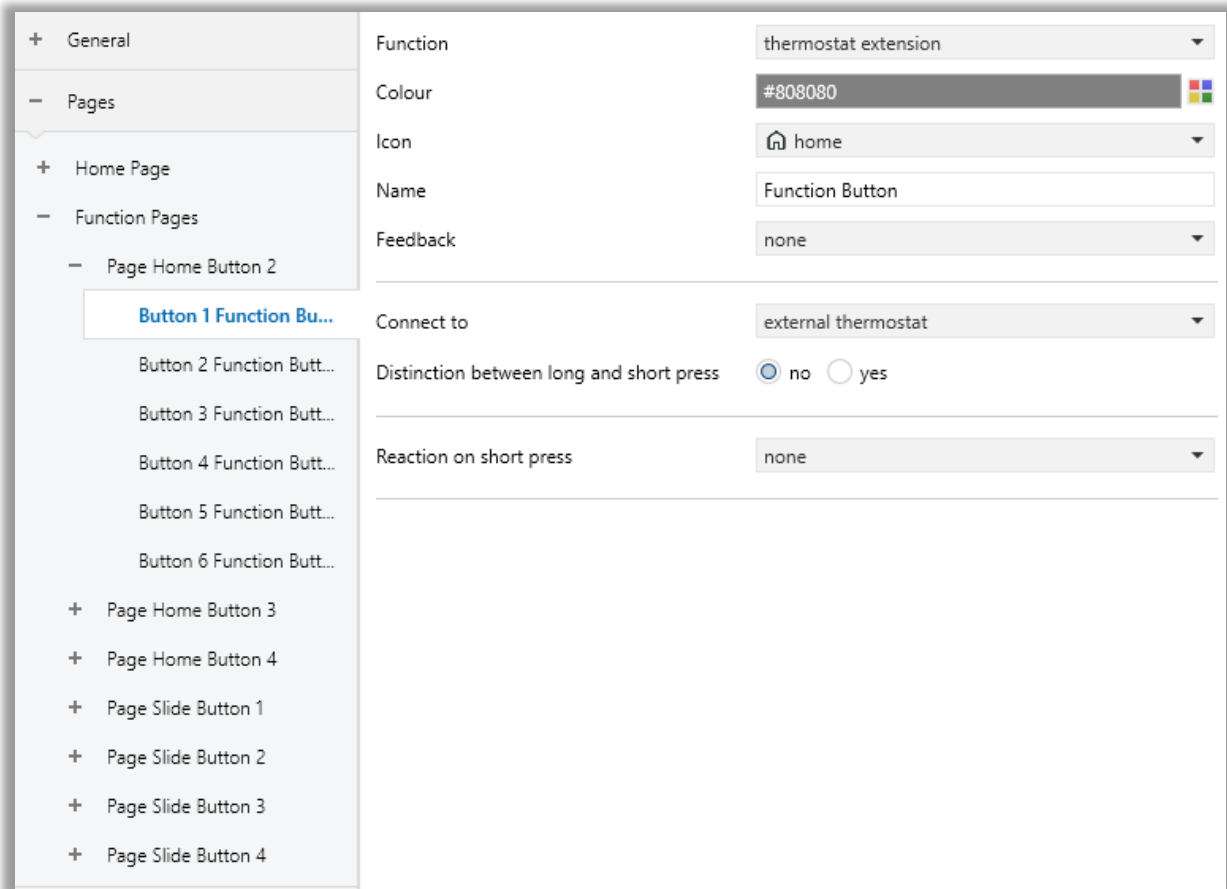 General
Pages
Home Page
Function Pages
Page Home Button 2
Button 1 Function Bu...
Button 2 Function Butt...
Button 3 Function Butt...
Button 4 Function Butt...
Button 5 Function Butt...
Button 6 Function Butt...
Page Home Button 3
Page Home Button 4
Page Slide Button 1
Page Slide Button 2
Page Slide Button 3
Page Slide Button 4
Function thermostat extension
Colour #808080
Icon home
Name Function Button
Feedback none
Connect to external thermostat
Distinction between long and short press no yes
Reaction on short press none